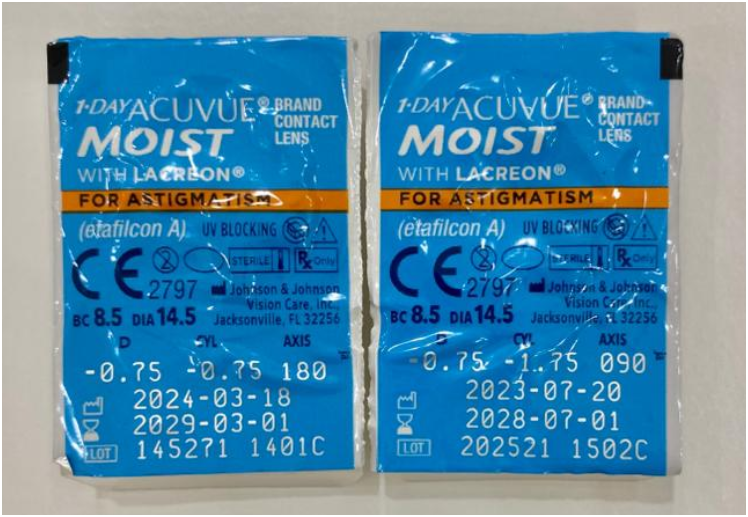 1-DAY ACUVUE® BRAND CONTACT LENS
MOIST
WITH LACREON®
FOR ASTIGMATISM
(etafilcon A) UV BLOCKING
STERILE Rx Only
CE 2797
Johnson & Johnson
Vision Care, Inc.
Jacksonville, FL 32256
BC 8.5 DIA 14.5
D CYL AXIS
-0.75 -0.75 180
2024-03-18
2029-03-01
LOT 145271 1401C
1-DAY ACUVUE® BRAND CONTACT LENS
MOIST
WITH LACREON®
FOR ASTIGMATISM
(etafilcon A) UV BLOCKING
STERILE Rx Only
CE 2797
Johnson & Johnson
Vision Care, Inc.
Jacksonville, FL 32256
BC 8.5 DIA 14.5
D CYL AXIS
-0.75 -1.75 090
2023-07-20
2028-07-01
LOT 202521 1502C